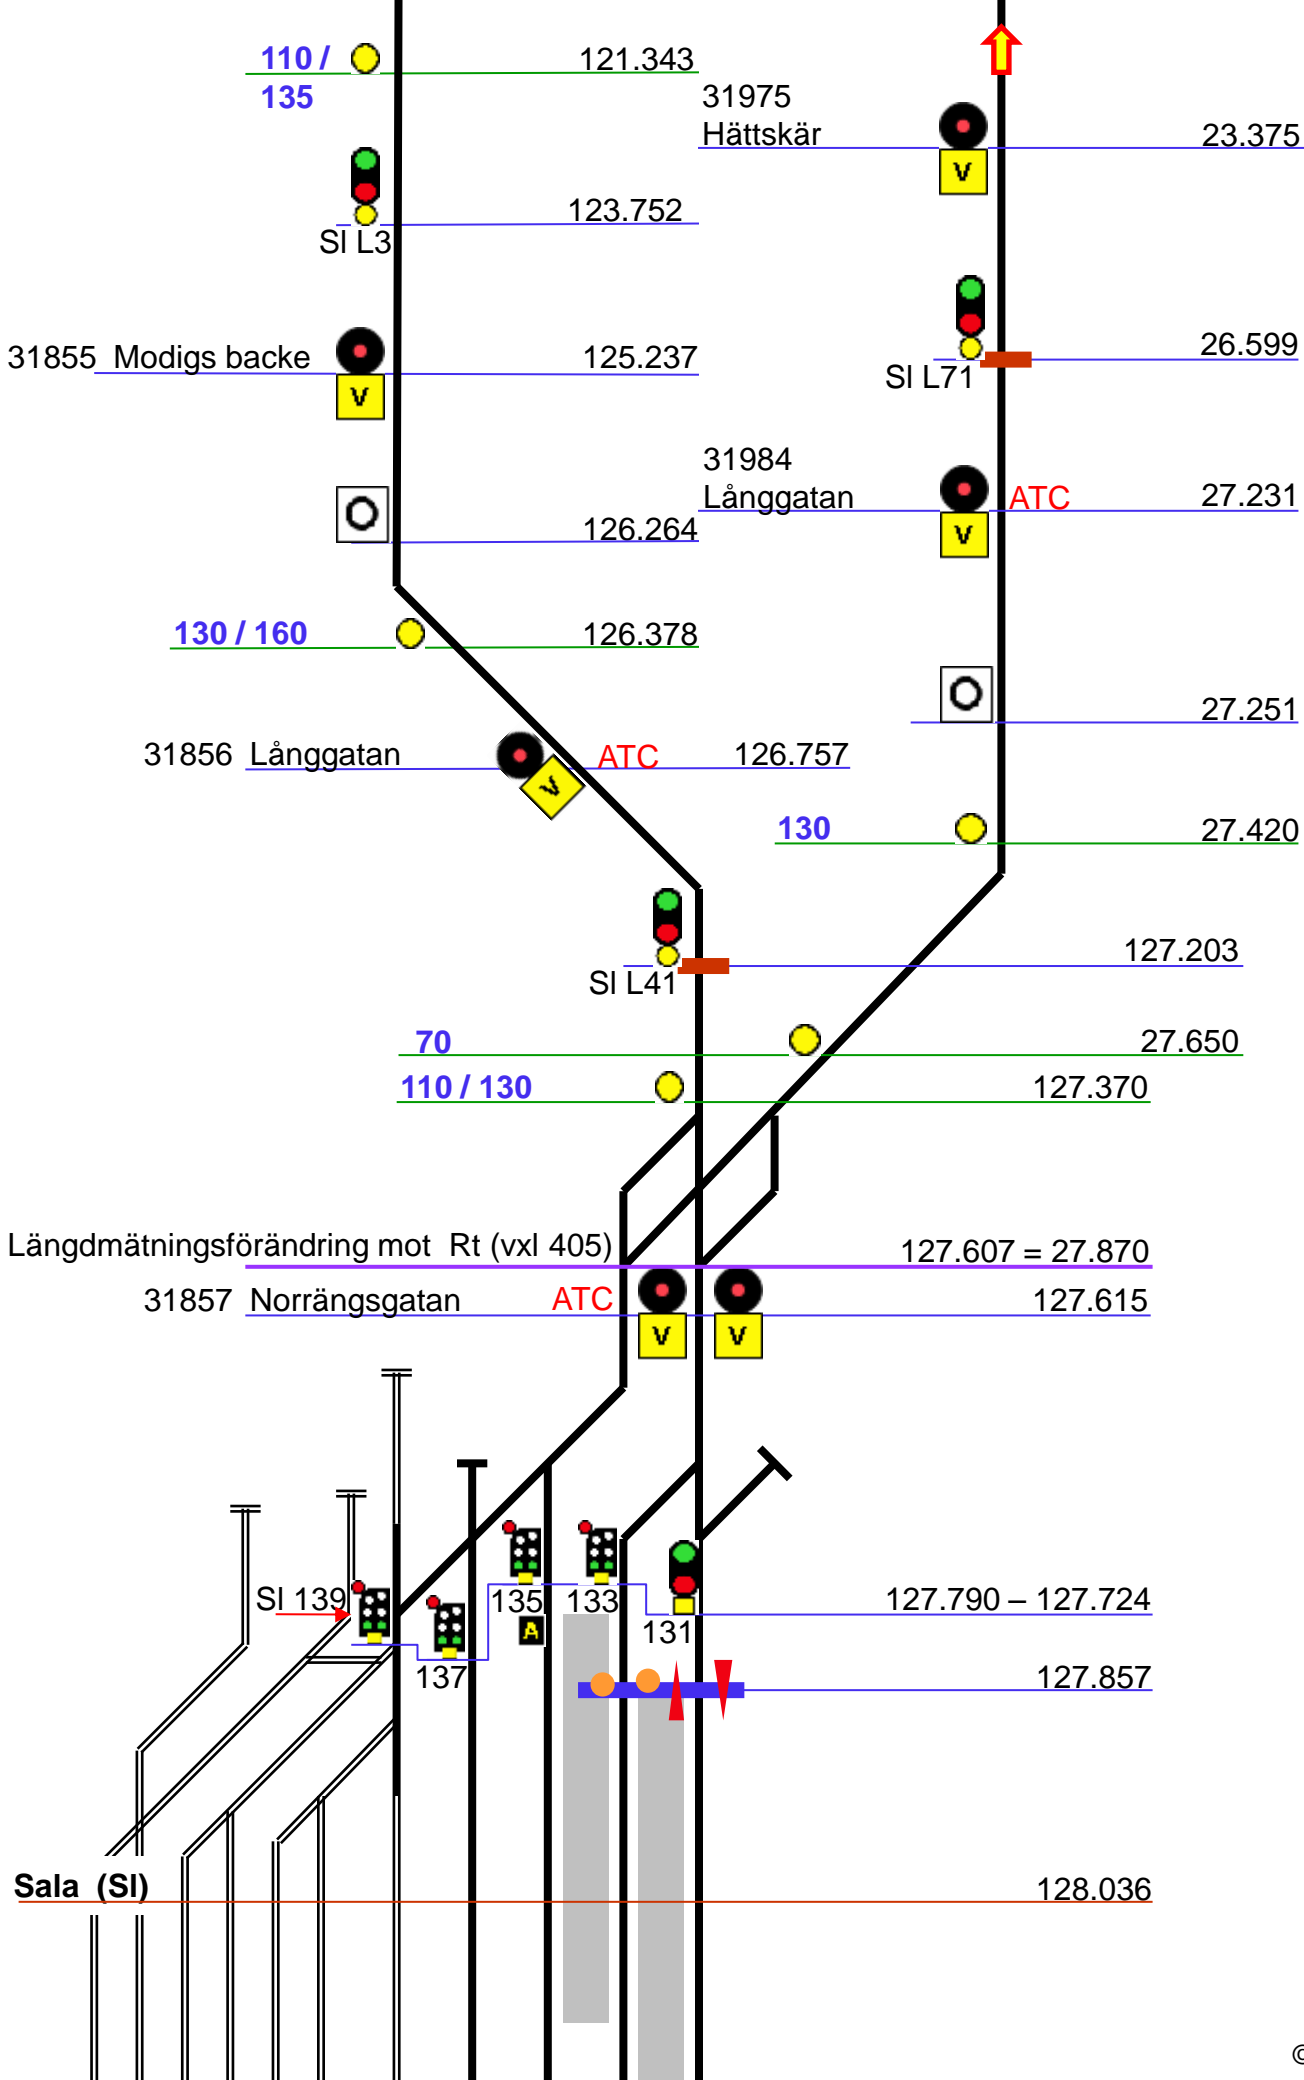 110 / 121.343
135
31975
Hättskär 23.375
V
123.752
Sl L3
31855 Modigs backe 125.237
V
26.599
Sl L71
31984
Långgatan ATC 27.231
V
O 126.264
130 / 160 126.378
O 27.251
31856 Långgatan ATC 126.757
V
130 27.420
127.203
Sl L41
70 27.650
110 / 130 127.370
Längdmätningsförändring mot Rt (vxl 405) 127.607 = 27.870
31857 Norrängsgatan ATC 127.615
V V
Sl 139 135 133 127.790 – 127.724
A 131
137 127.857
Sala (Sl) 128.036
©